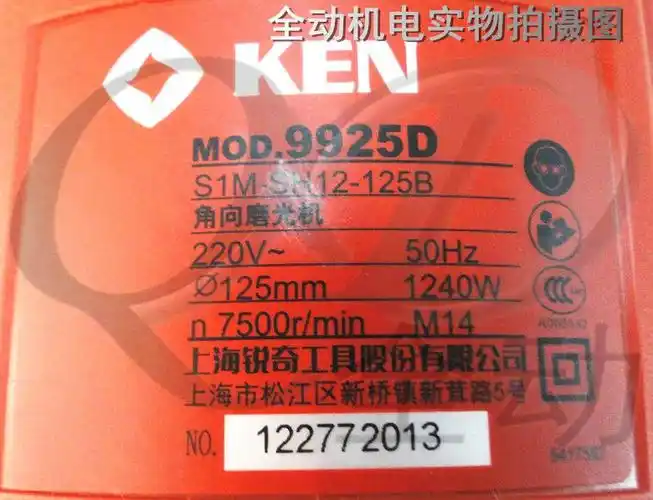 全动机电实物拍摄图
KEN
MOD.9925D
S1M-SH12-125B
角向磨光机
220V~ 50Hz
Ø125mm 1240W
n 7500r/min M14
上海锐奇工具股份有限公司
上海市松江区新桥镇新茸路5号
NO. 122772013
动